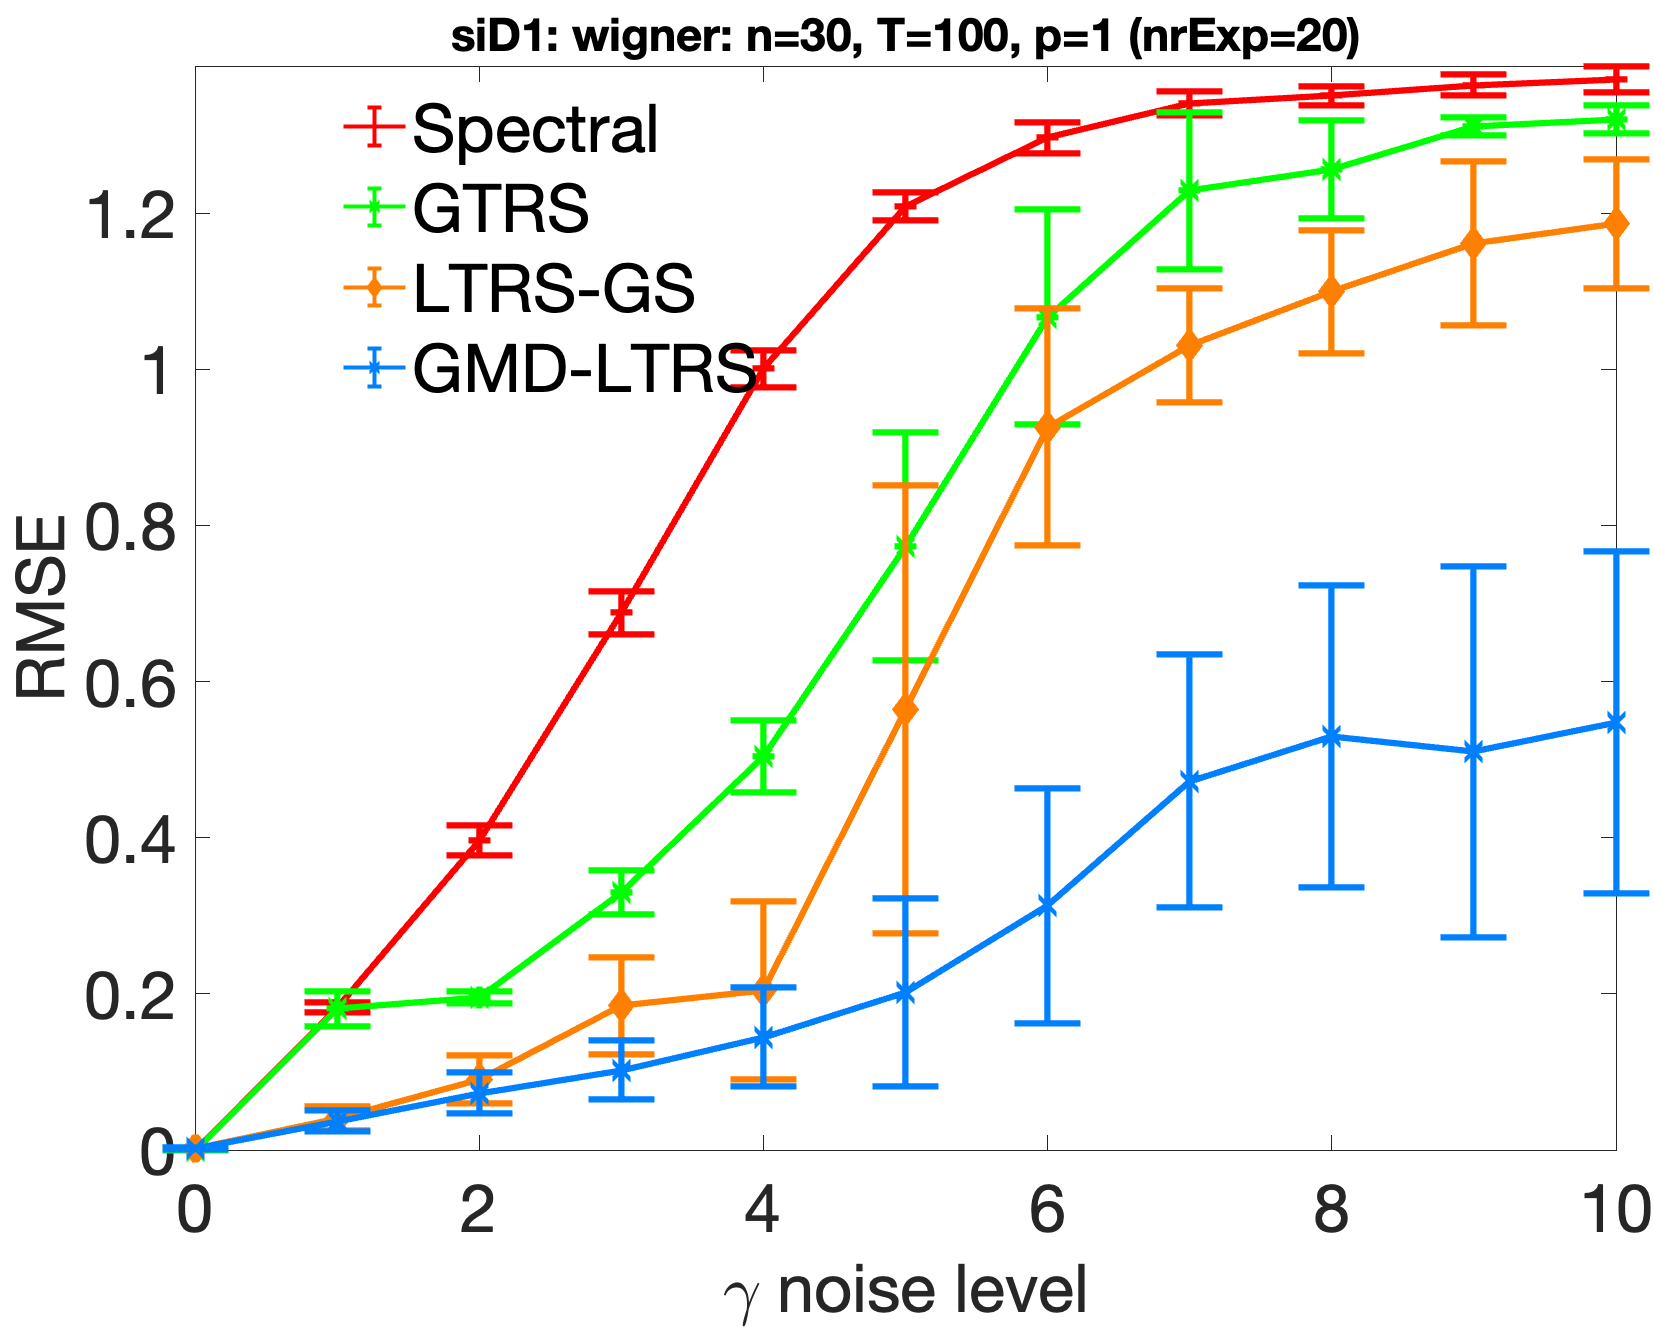 siD1: wigner: n=30, T=100, p=1 (nrExp=20)
Spectral
GTRS
LTRS-GS
GMD-LTRS
RMSE
1.2
1
0.8
0.6
0.4
0.2
0
0 2 4 6 8 10
γ noise level